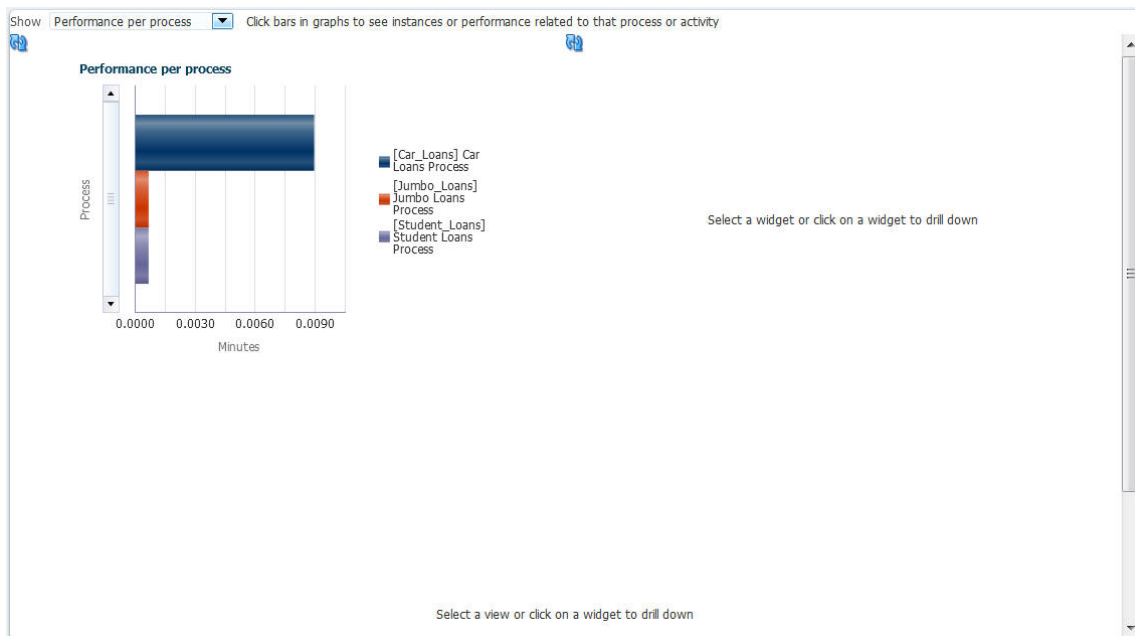 Show Performance per process Click bars in graphs to see instances or performance related to that process or activity
Performance per process
Process
[Car_Loans] Car
Loans Process
[Jumbo_Loans]
Jumbo Loans
Process
[Student_Loans]
Student Loans
Process
0.0000 0.0030 0.0060 0.0090
Minutes
Select a widget or click on a widget to drill down
Select a view or click on a widget to drill down